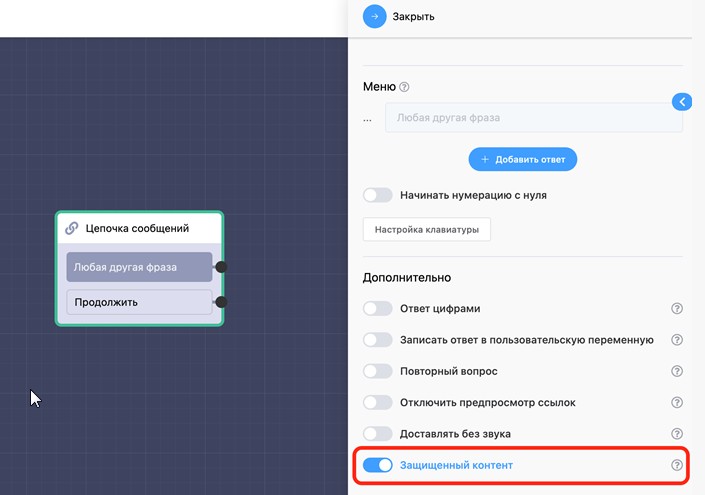 Закрыть
Меню
... Любая другая фраза
+ Добавить ответ
Начинать нумерацию с нуля
Настройка клавиатуры
Цепочка сообщений
Любая другая фраза
Продолжить
Дополнительно
Ответ цифрами
Записать ответ в пользовательскую переменную
Повторный вопрос
Отключить предпросмотр ссылок
Доставлять без звука
Защищенный контент